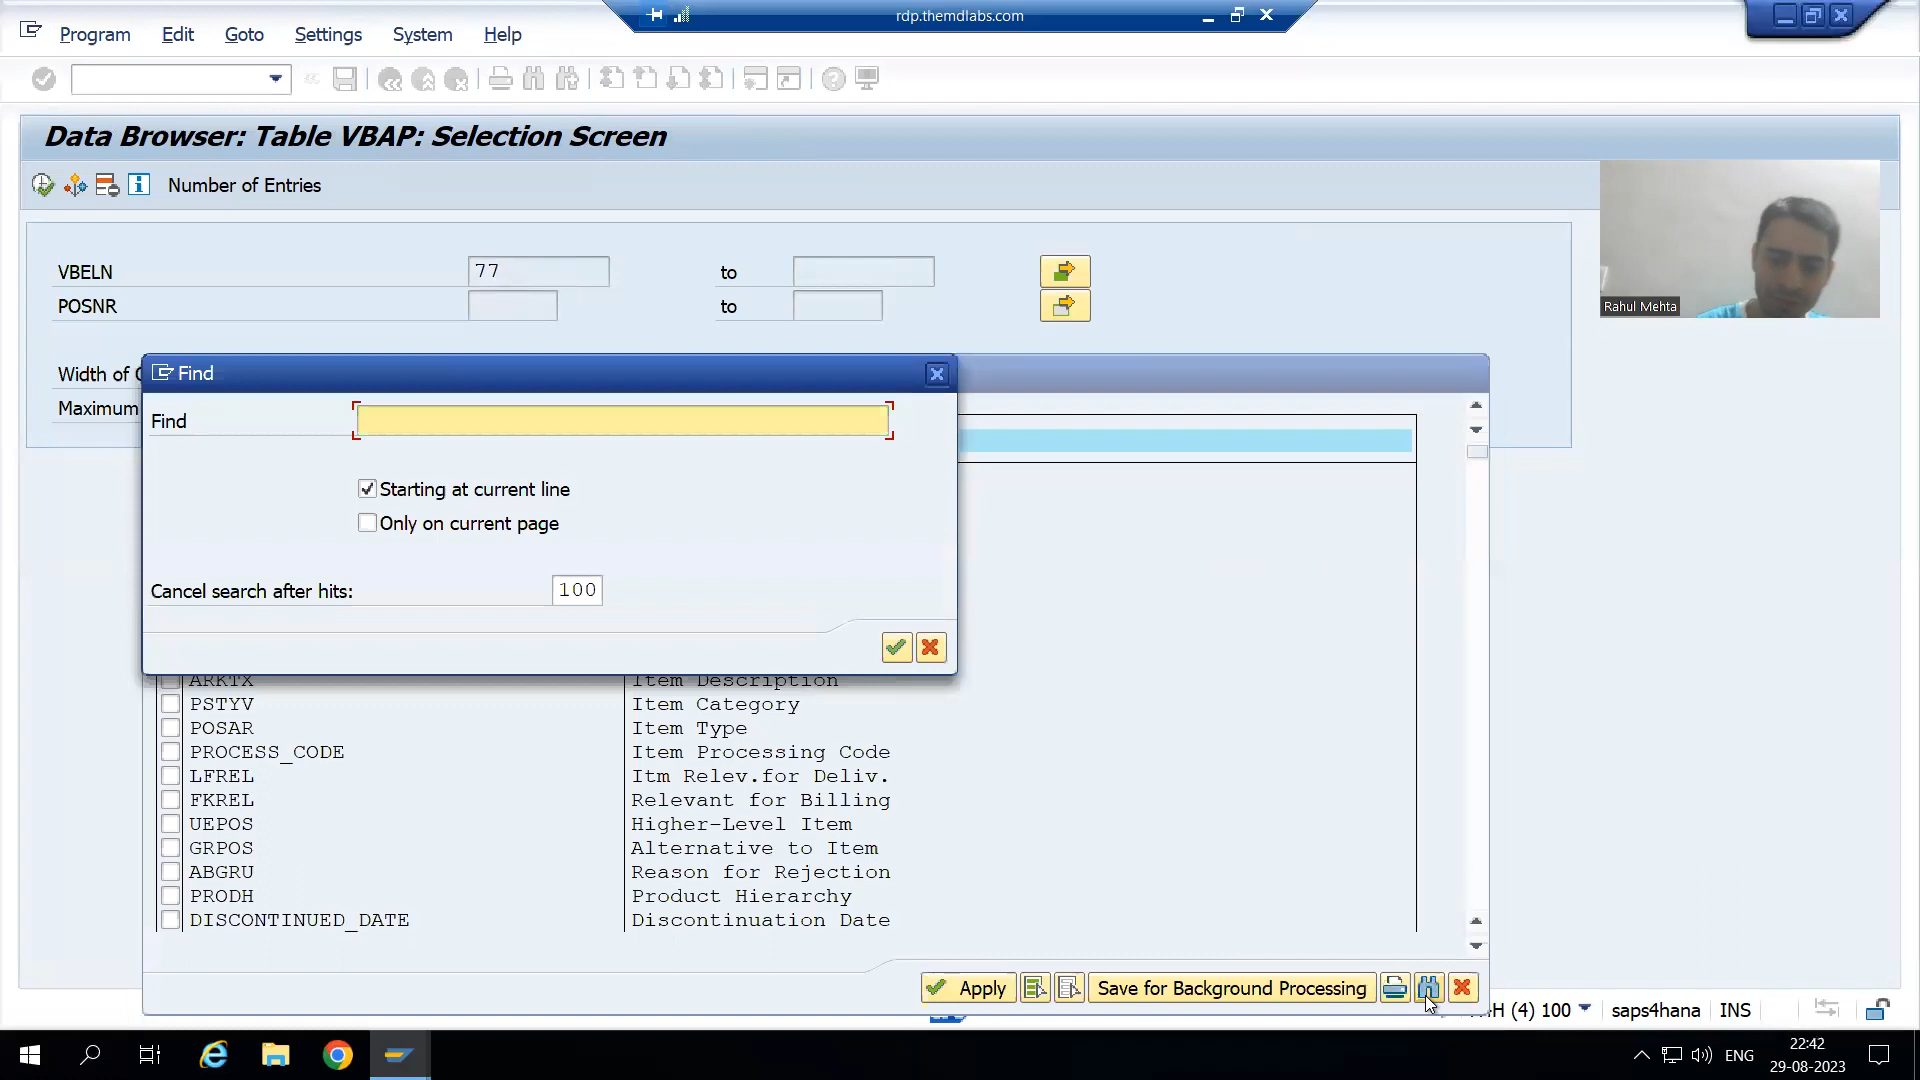 rdp.themdlabs.com
Program Edit Goto Settings System Help
Data Browser: Table VBAP: Selection Screen
Number of Entries
VBELN 77 to
POSNR to
Width of
Maximum
Rahul Mehta
Find
Find
Starting at current line
Only on current page
Cancel search after hits: 100
ARKTX Item Description
PSTYV Item Category
POSAR Item Type
PROCESS_CODE Item Processing Code
LFREL Itm Relev.for Deliv.
FKREL Relevant for Billing
UEPOS Higher-Level Item
GRPOS Alternative to Item
ABGRU Reason for Rejection
PRODH Product Hierarchy
DISCONTINUED_DATE Discontinuation Date
Apply Save for Background Processing
(4) 100 saps4hana INS
ENG 22:42
29-08-2023